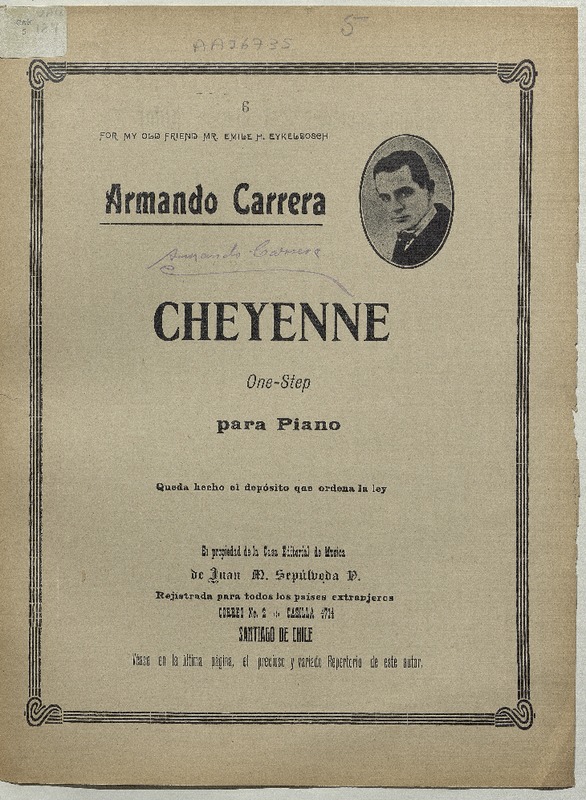 5
AAJ6735
6
FOR MY OLD FRIEND MR. EMILE H. EYKELBOSCH
Armando Carrera
Armando Carrera
CHEYENNE
One-Step
para Piano
Queda hecho el depósito que ordena la ley
Es propiedad de la Casa Editorial de Musica
de Juan M. Sepúlveda V.
Rejistrada para todos los países extranjeros
CORREO No. 2 - CASILLA 4714
SANTIAGO DE CHILE
Véase en la última página, el precioso y variado Repertorio de este autor.